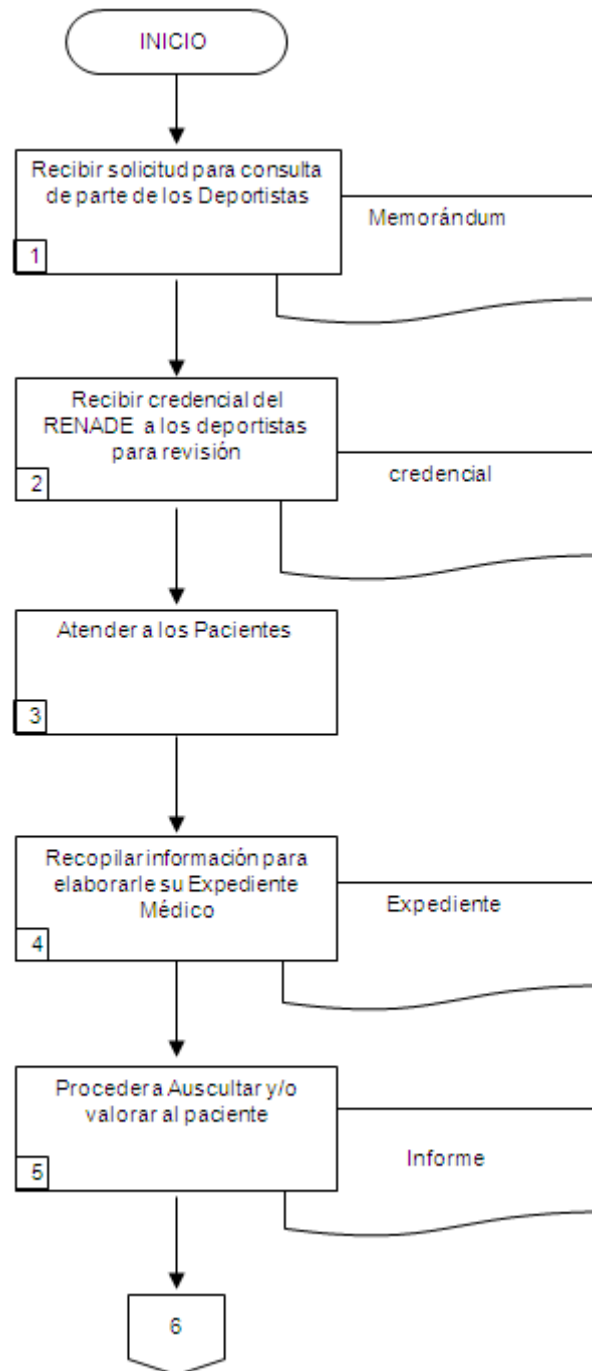 INICIO
Recibir solicitud para consulta
de parte de los Deportistas
Memorándum
1
Recibir credencial del
RENADE a los deportistas
para revisión
credencial
2
Atender a los Pacientes
3
Recopilar información para
elaborarle su Expediente
Médico
Expediente
4
Proceder a Auscultar y/o
valorar al paciente
Informe
5
6